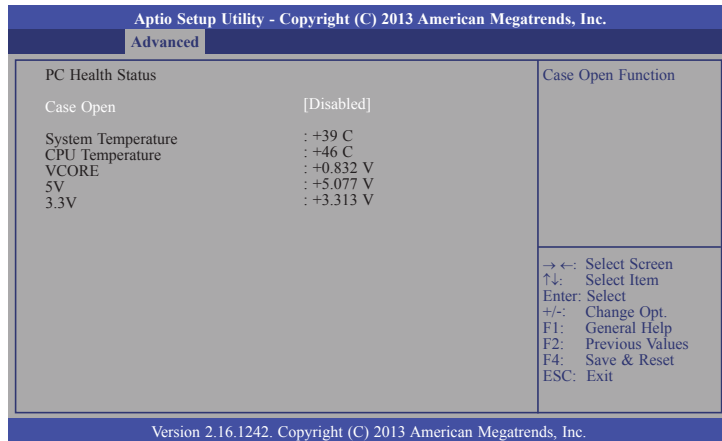 Aptio Setup Utility - Copyright (C) 2013 American Megatrends, Inc.
Advanced
PC Health Status
Case Open [Disabled]
System Temperature : +39 C
CPU Temperature : +46 C
VCORE : +0.832 V
5V : +5.077 V
3.3V : +3.313 V
Case Open Function
→ ←: Select Screen
↑↓: Select Item
Enter: Select
+/-: Change Opt.
F1: General Help
F2: Previous Values
F4: Save & Reset
ESC: Exit
Version 2.16.1242. Copyright (C) 2013 American Megatrends, Inc.